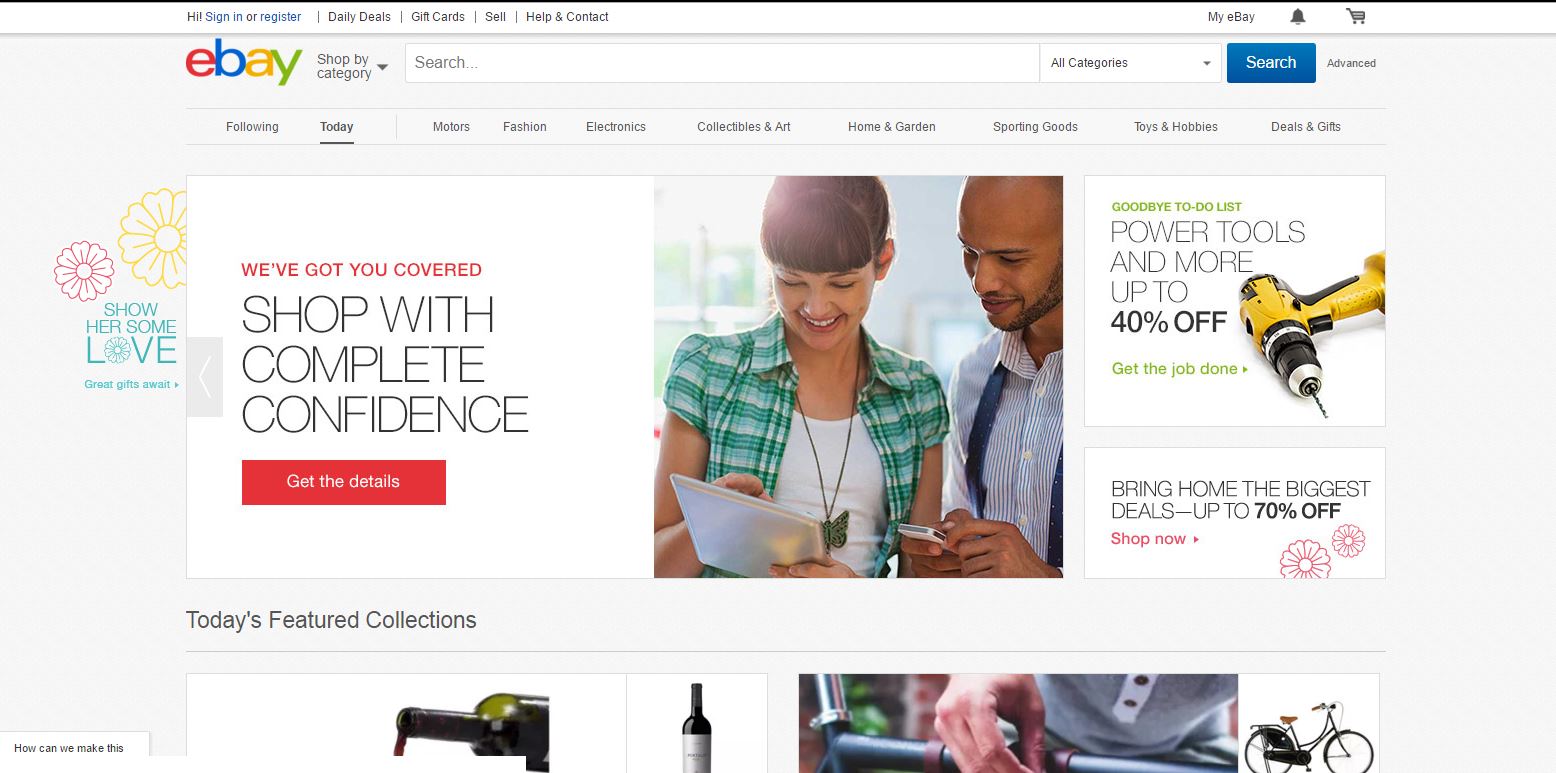 Hi! Sign in or register
Daily Deals
Gift Cards
Sell
Help & Contact
My eBay
ebay
Shop by
category
Search...
All Categories
Search
Advanced
Following
Today
Motors
Fashion
Electronics
Collectibles & Art
Home & Garden
Sporting Goods
Toys & Hobbies
Deals & Gifts
SHOW
HER SOME
LOVE
Great gifts await
WE'VE GOT YOU COVERED
SHOP WITH
COMPLETE
CONFIDENCE
Get the details
GOODBYE TO-DO LIST
POWER TOOLS
AND MORE
UP TO
40% OFF
Get the job done
BRING HOME THE BIGGEST
DEALS—UP TO 70% OFF
Shop now
Today's Featured Collections
How can we make this